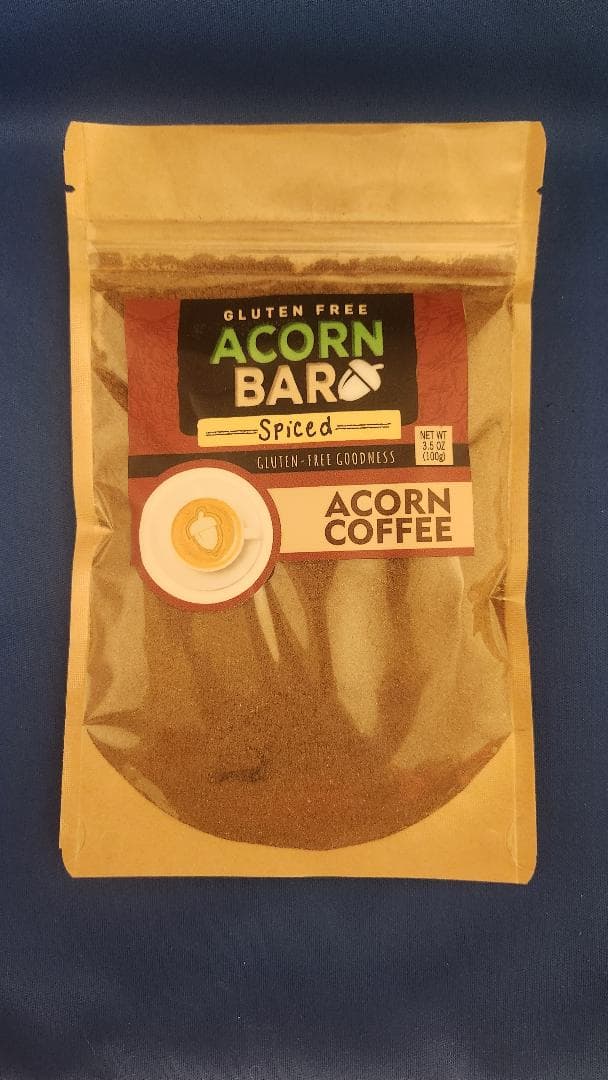 GLUTEN FREE
ACORN
BAR
Spiced
GLUTEN-FREE GOODNESS
NET WT
3.5 OZ
(100g)
ACORN
COFFEE